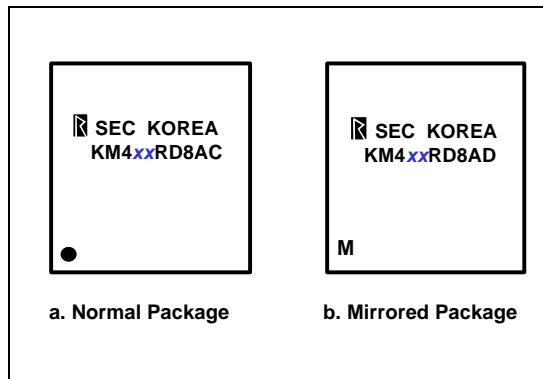 SEC KOREA
KM4xxRD8AC
SEC KOREA
KM4xxRD8AD
M
a. Normal Package
b. Mirrored Package